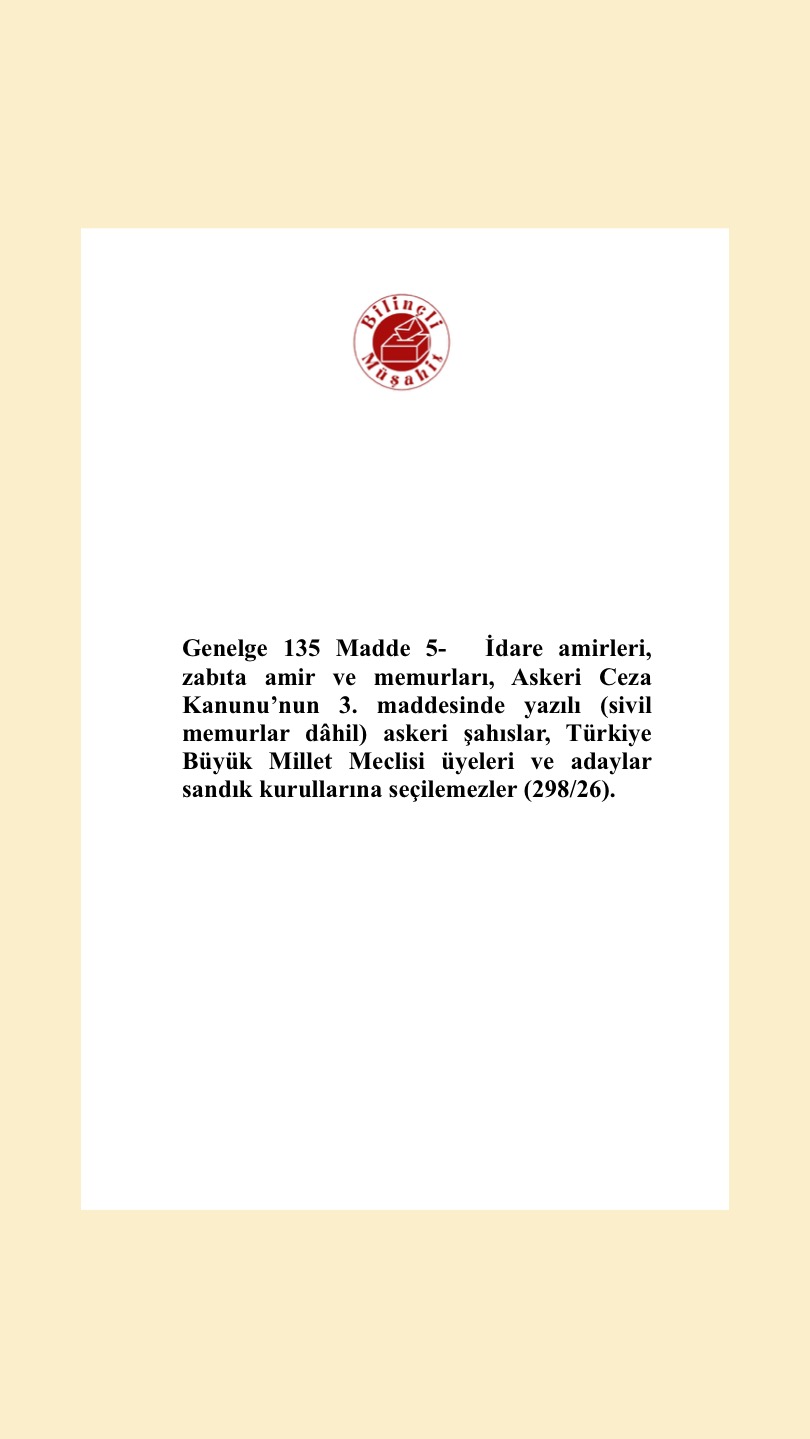 Bilinçli
Müşahit
Genelge 135 Madde 5- İdare amirleri,
zabıta amir ve memurları, Askeri Ceza
Kanunu’nun 3. maddesinde yazılı (sivil
memurlar dâhil) askeri şahıslar, Türkiye
Büyük Millet Meclisi üyeleri ve adaylar
sandık kurullarına seçilemezler (298/26).